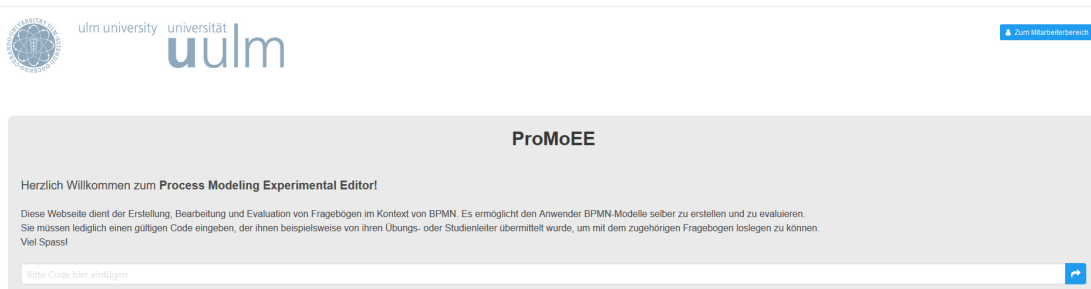 ulm university universität
uulm
Zum Mitarbeiterbereich
ProMoEE
Herzlich Willkommen zum Process Modeling Experimental Editor!
Diese Webseite dient der Erstellung, Bearbeitung und Evaluation von Fragebögen im Kontext von BPMN. Es ermöglicht den Anwender BPMN-Modelle selber zu erstellen und zu evaluieren.
Sie müssen lediglich einen gültigen Code eingeben, der ihnen beispielsweise von ihren Übungs- oder Studienleiter übermittelt wurde, um mit dem zugehörigen Fragebogen loslegen zu können.
Viel Spass!
Bitte Code hier einfügen